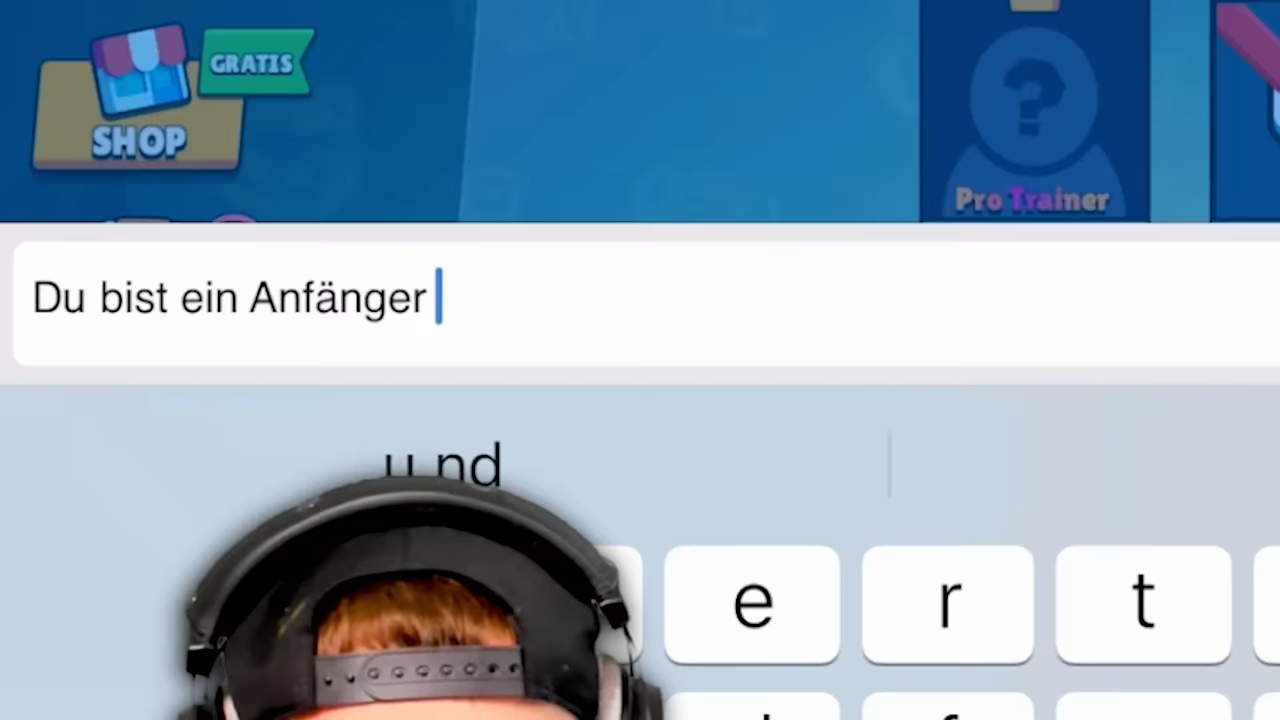 GRATIS
SHOP
Pro Trainer
Du bist ein Anfänger
und
e r t